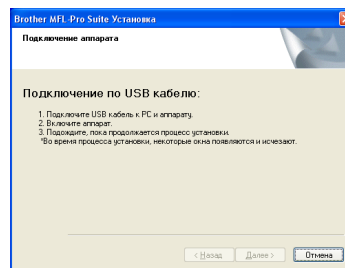 Brother MFL-Pro Suite Установка
Подключение аппарата
Подключение по USB кабелю:
1. Подключите USB кабель к PC и аппарату.
2. Включите аппарат.
3. Подождите, пока продолжается процесс установки.
*Во время процесса установки, некоторые окна появляются и исчезают.
< Назад
Далее >
Отмена